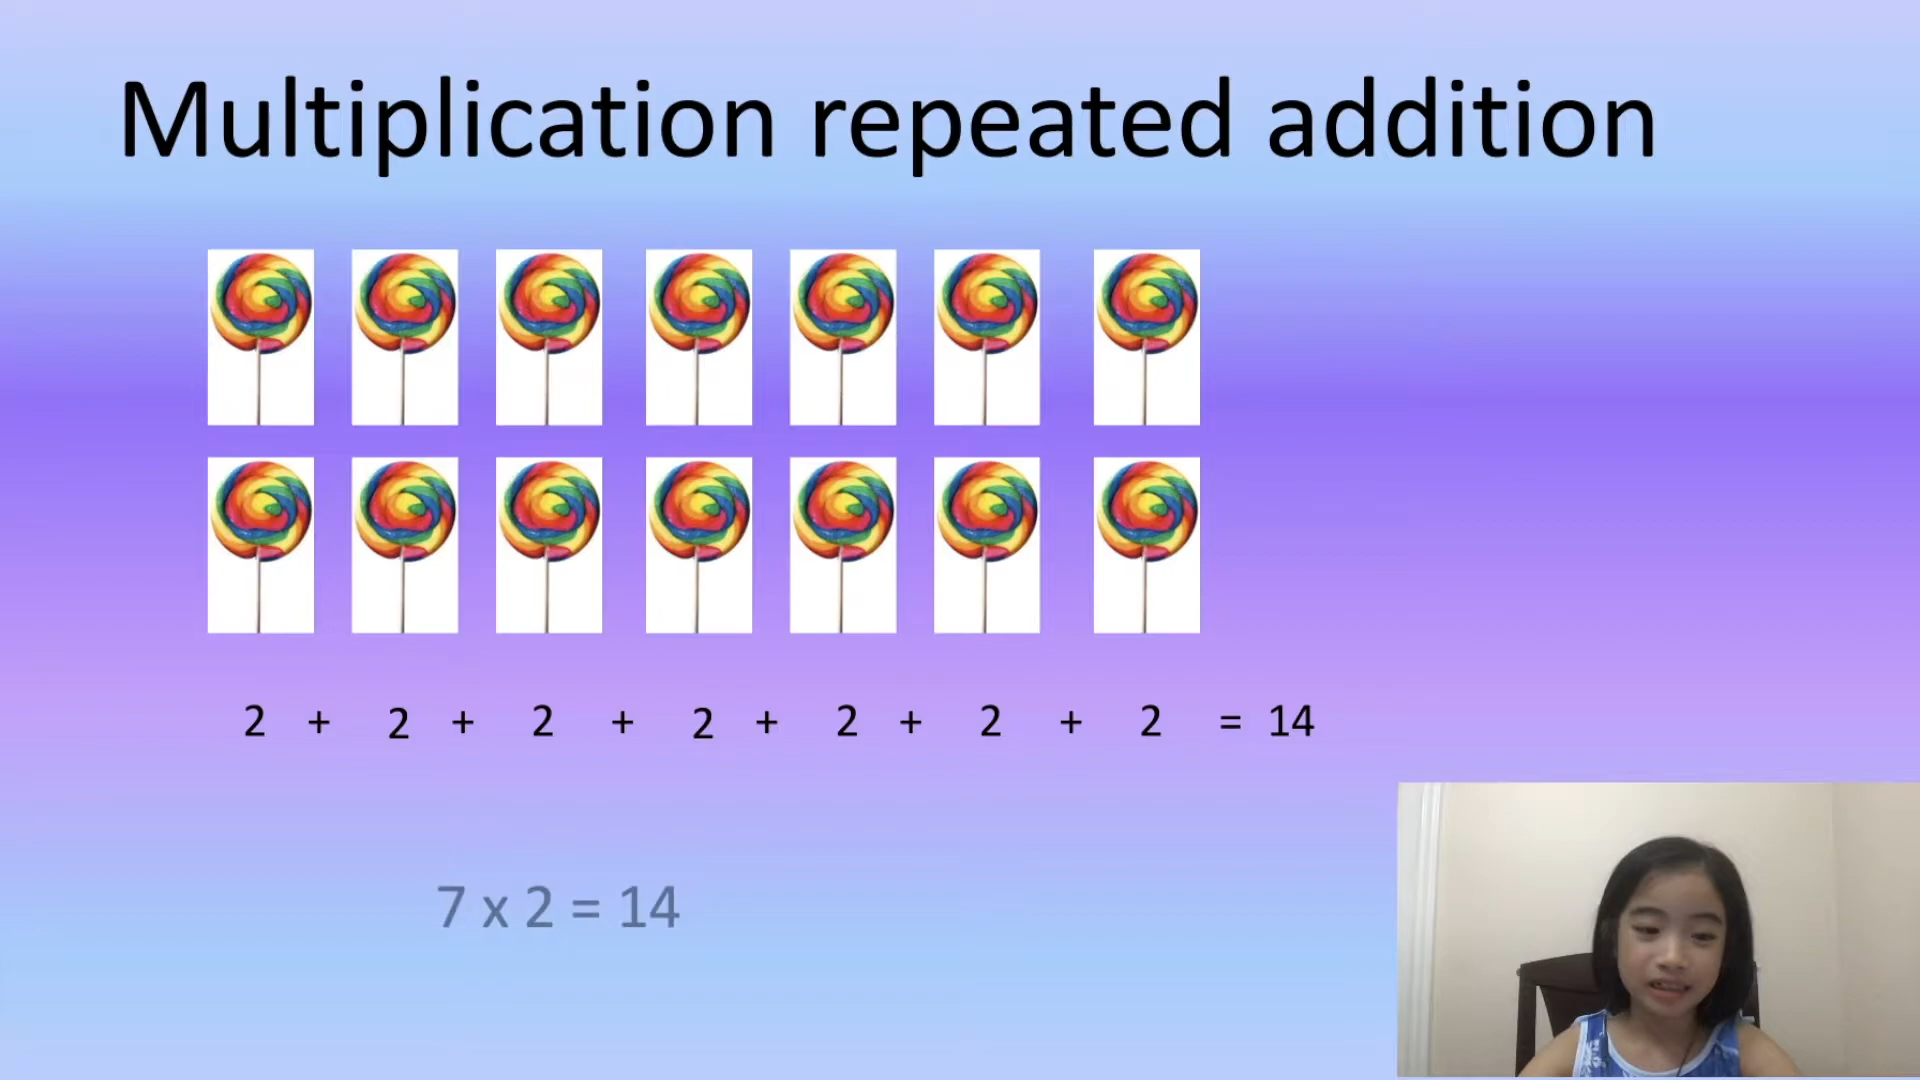 Multiplication repeated addition
2 + 2 + 2 + 2 + 2 + 2 + 2 = 14
7 x 2 = 14